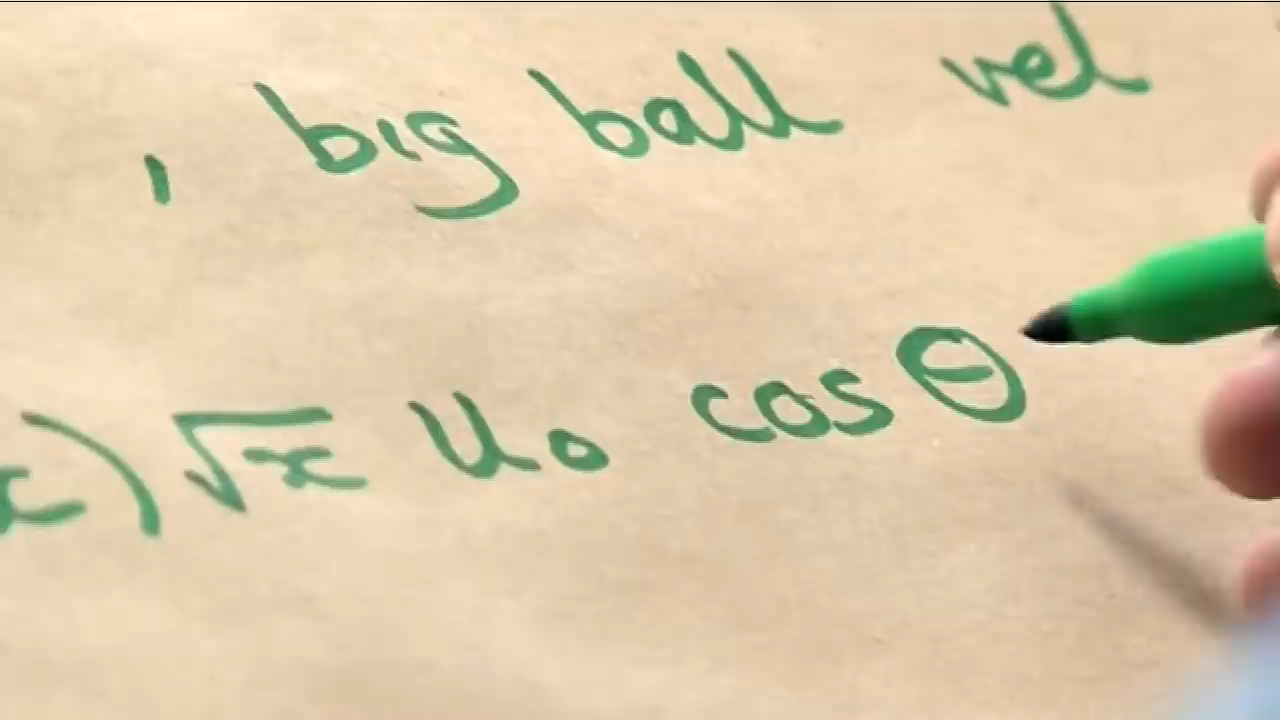 , big ball vel
x) √x u₀ cos θ